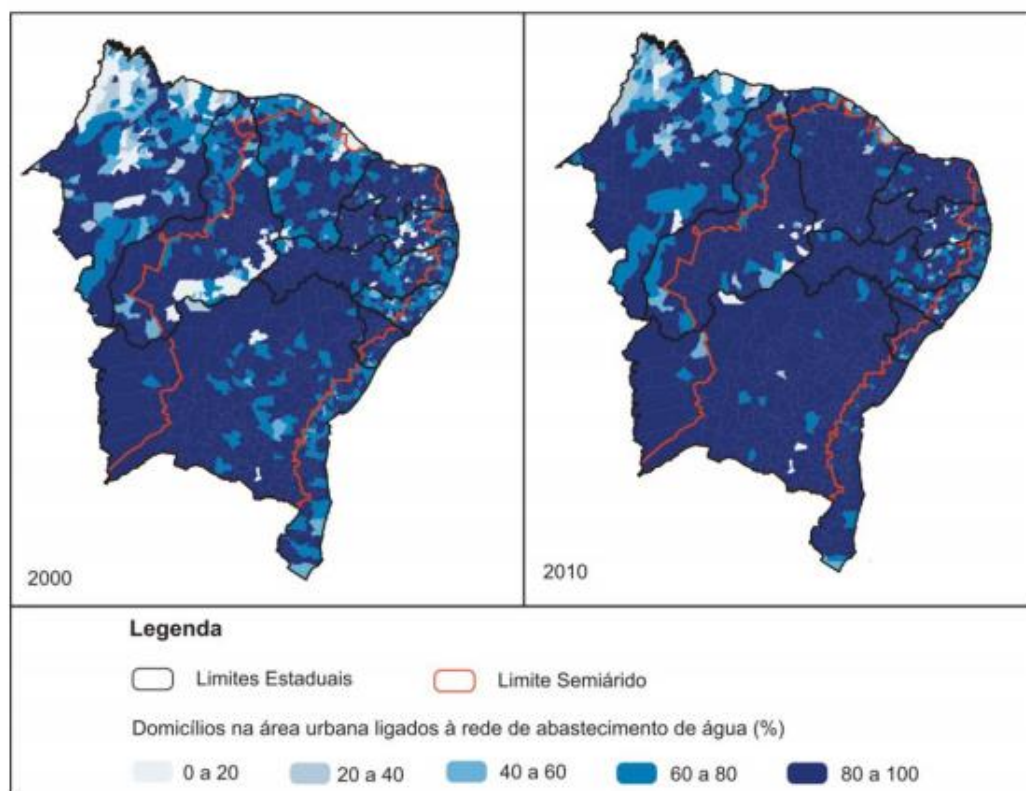 2000
2010
Legenda
Limites Estaduais
Limite Semiárido
Domicílios na área urbana ligados à rede de abastecimento de água (%)
0 a 20
20 a 40
40 a 60
60 a 80
80 a 100